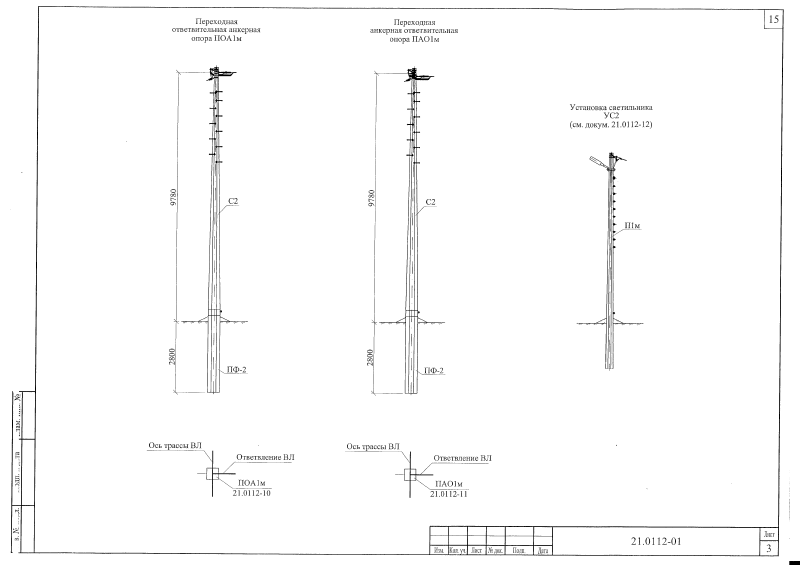 15
Переходная
ответвительная анкерная
опора ПОА1м
Переходная
анкерная ответвительная
опора ПАО1м
Установка светильника
УС2
(см. докум. 21.0112-12)
9780
С2
2800
ПФ-2
9780
С2
2800
ПФ-2
П1м
Ось трассы ВЛ
Ответвление ВЛ
ПОА1м
21.0112-10
Ось трассы ВЛ
Ответвление ВЛ
ПАО1м
21.0112-11
Изм.
Кол. уч.
Лист
№ док.
Подп.
Дата
21.0112-01
Лист
3